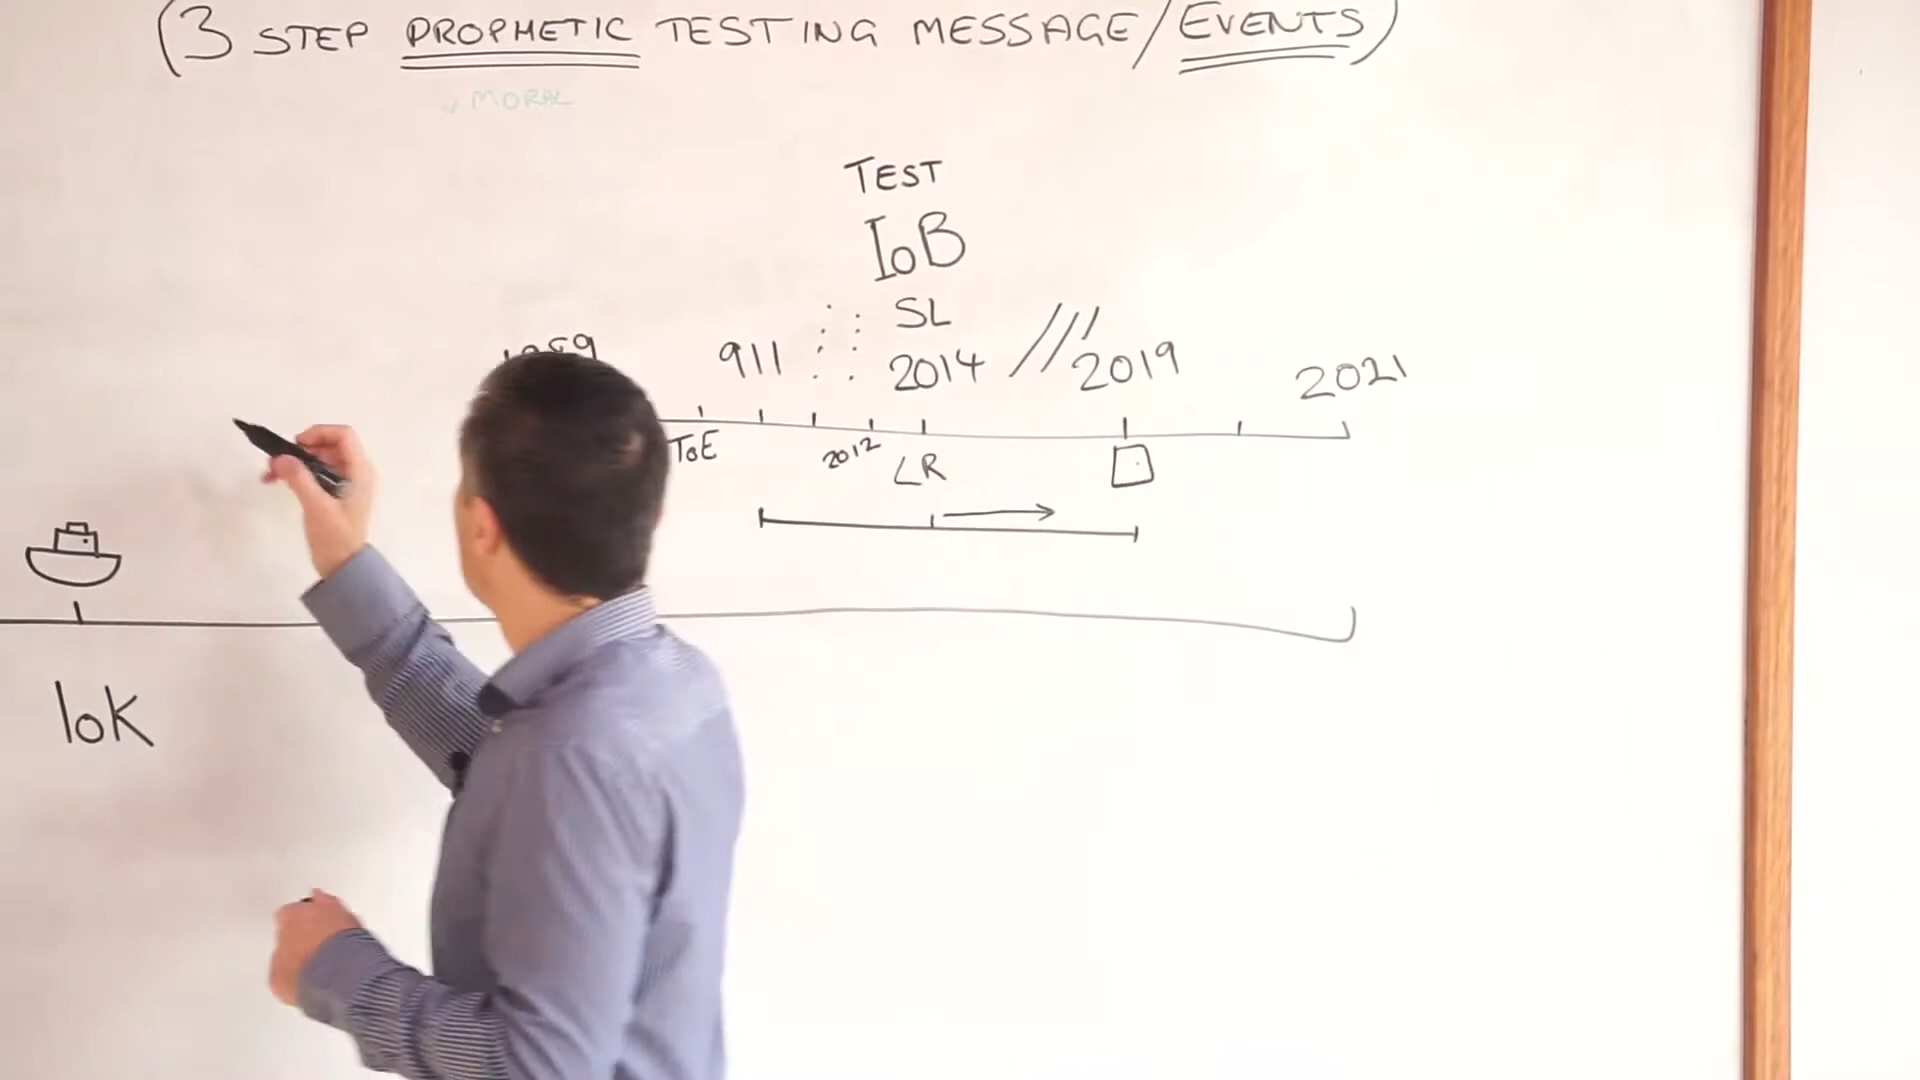 (3 STEP PROPHETIC TESTING MESSAGE/EVENTS)
MORAL
TEST
IoB
SL
911 2014 2019 2021
ToE 2012 LR
IoK